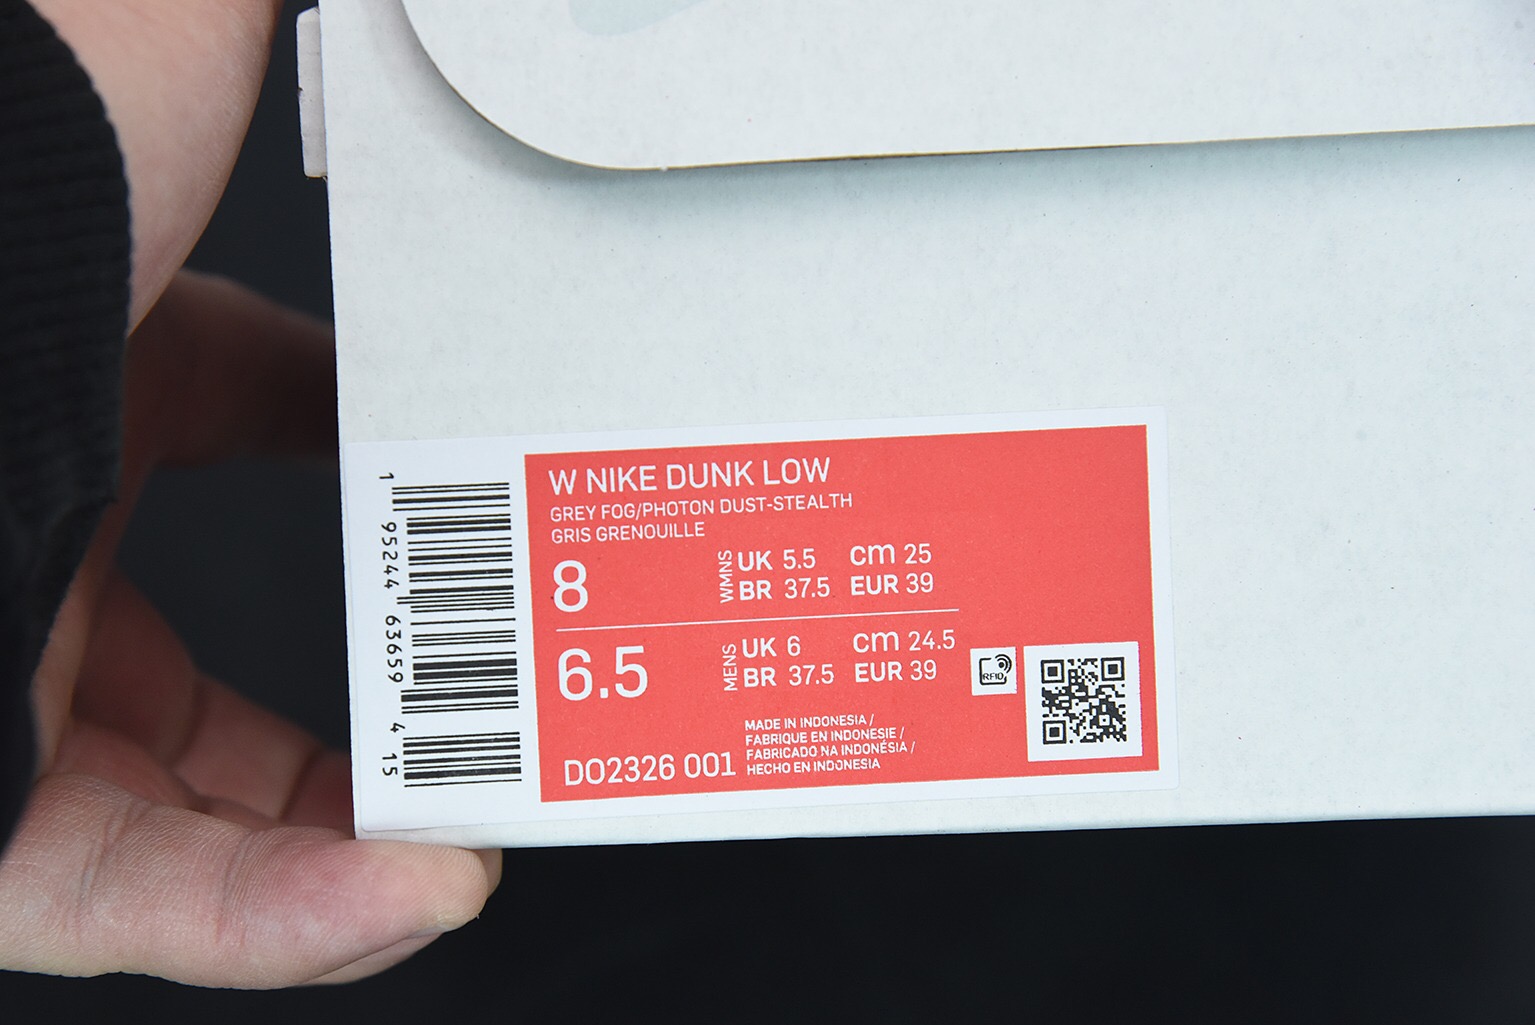 1 95244 63659 4 15
W NIKE DUNK LOW
GREY FOG/PHOTON DUST-STEALTH
GRIS GRENOUILLE
8
WMNS
UK 5.5 cm 25
BR 37.5 EUR 39
6.5
MENS
UK 6 cm 24.5
BR 37.5 EUR 39
RFID
DO2326 001
MADE IN INDONESIA /
FABRIQUE EN INDONESIE /
FABRICADO NA INDONÉSIA /
HECHO EN INDONESIA